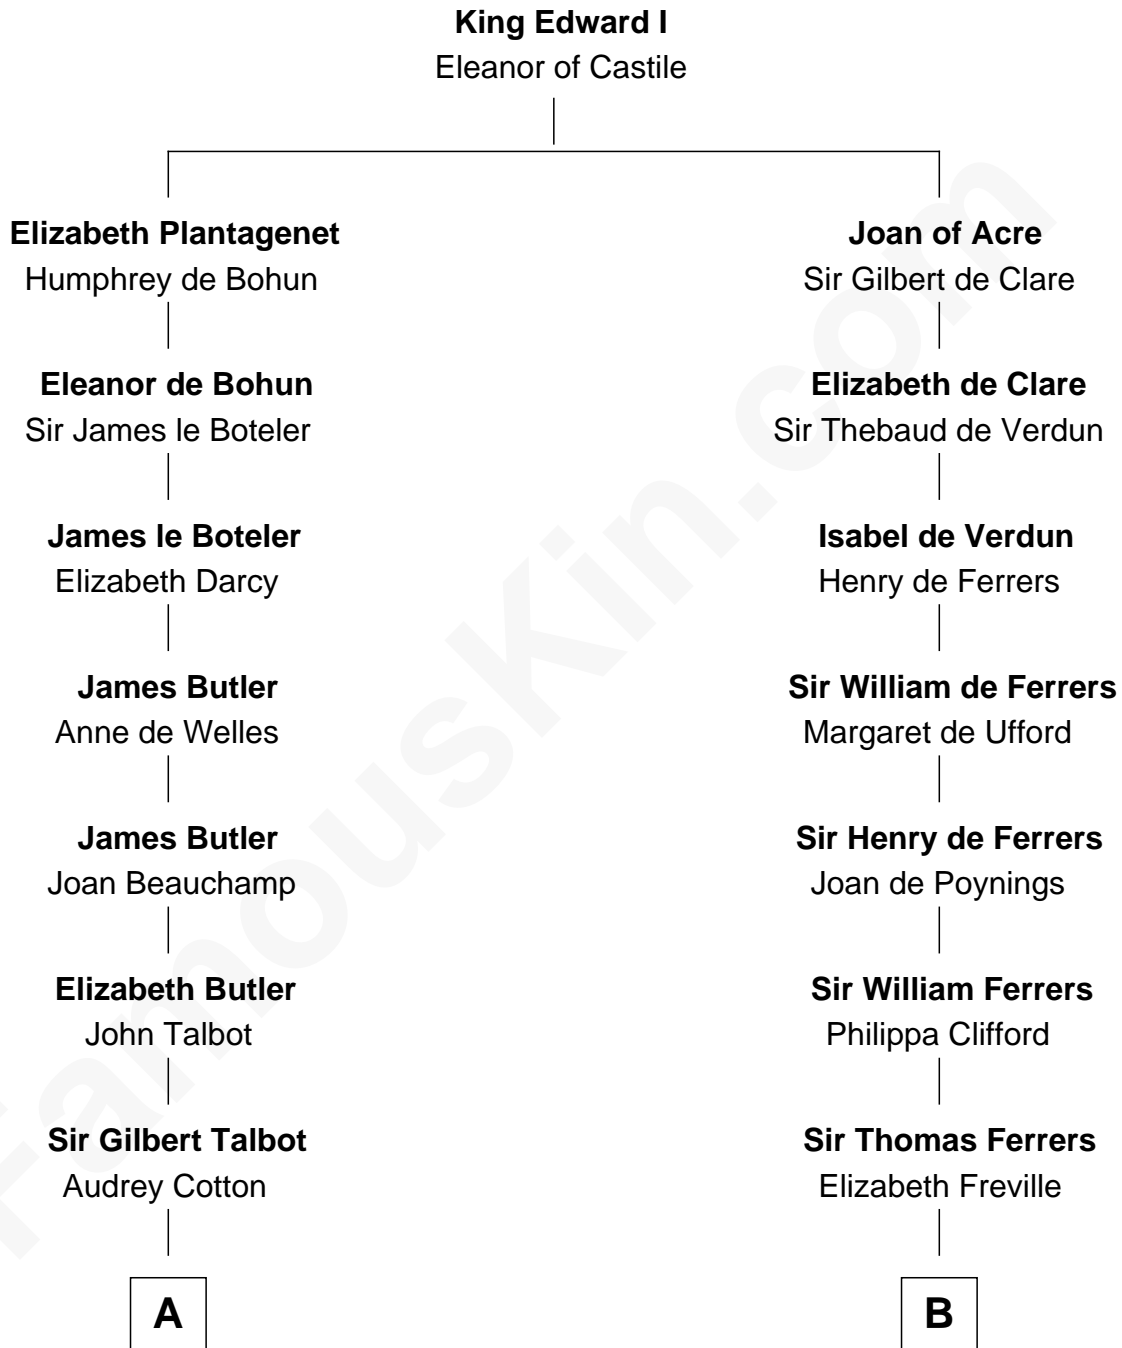 King Edward I
Eleanor of Castile
Elizabeth Plantagenet
Humphrey de Bohun
Joan of Acre
Sir Gilbert de Clare
Eleanor de Bohun
Sir James le Boteler
Elizabeth de Clare
Sir Thebaud de Verdun
James le Boteler
Elizabeth Darcy
Isabel de Verdun
Henry de Ferrers
James Butler
Anne de Welles
Sir William de Ferrers
Margaret de Ufford
James Butler
Joan Beauchamp
Sir Henry de Ferrers
Joan de Poynings
Elizabeth Butler
John Talbot
Sir William Ferrers
Philippa Clifford
Sir Gilbert Talbot
Audrey Cotton
Sir Thomas Ferrers
Elizabeth Freville
A
B
FamousKin.com